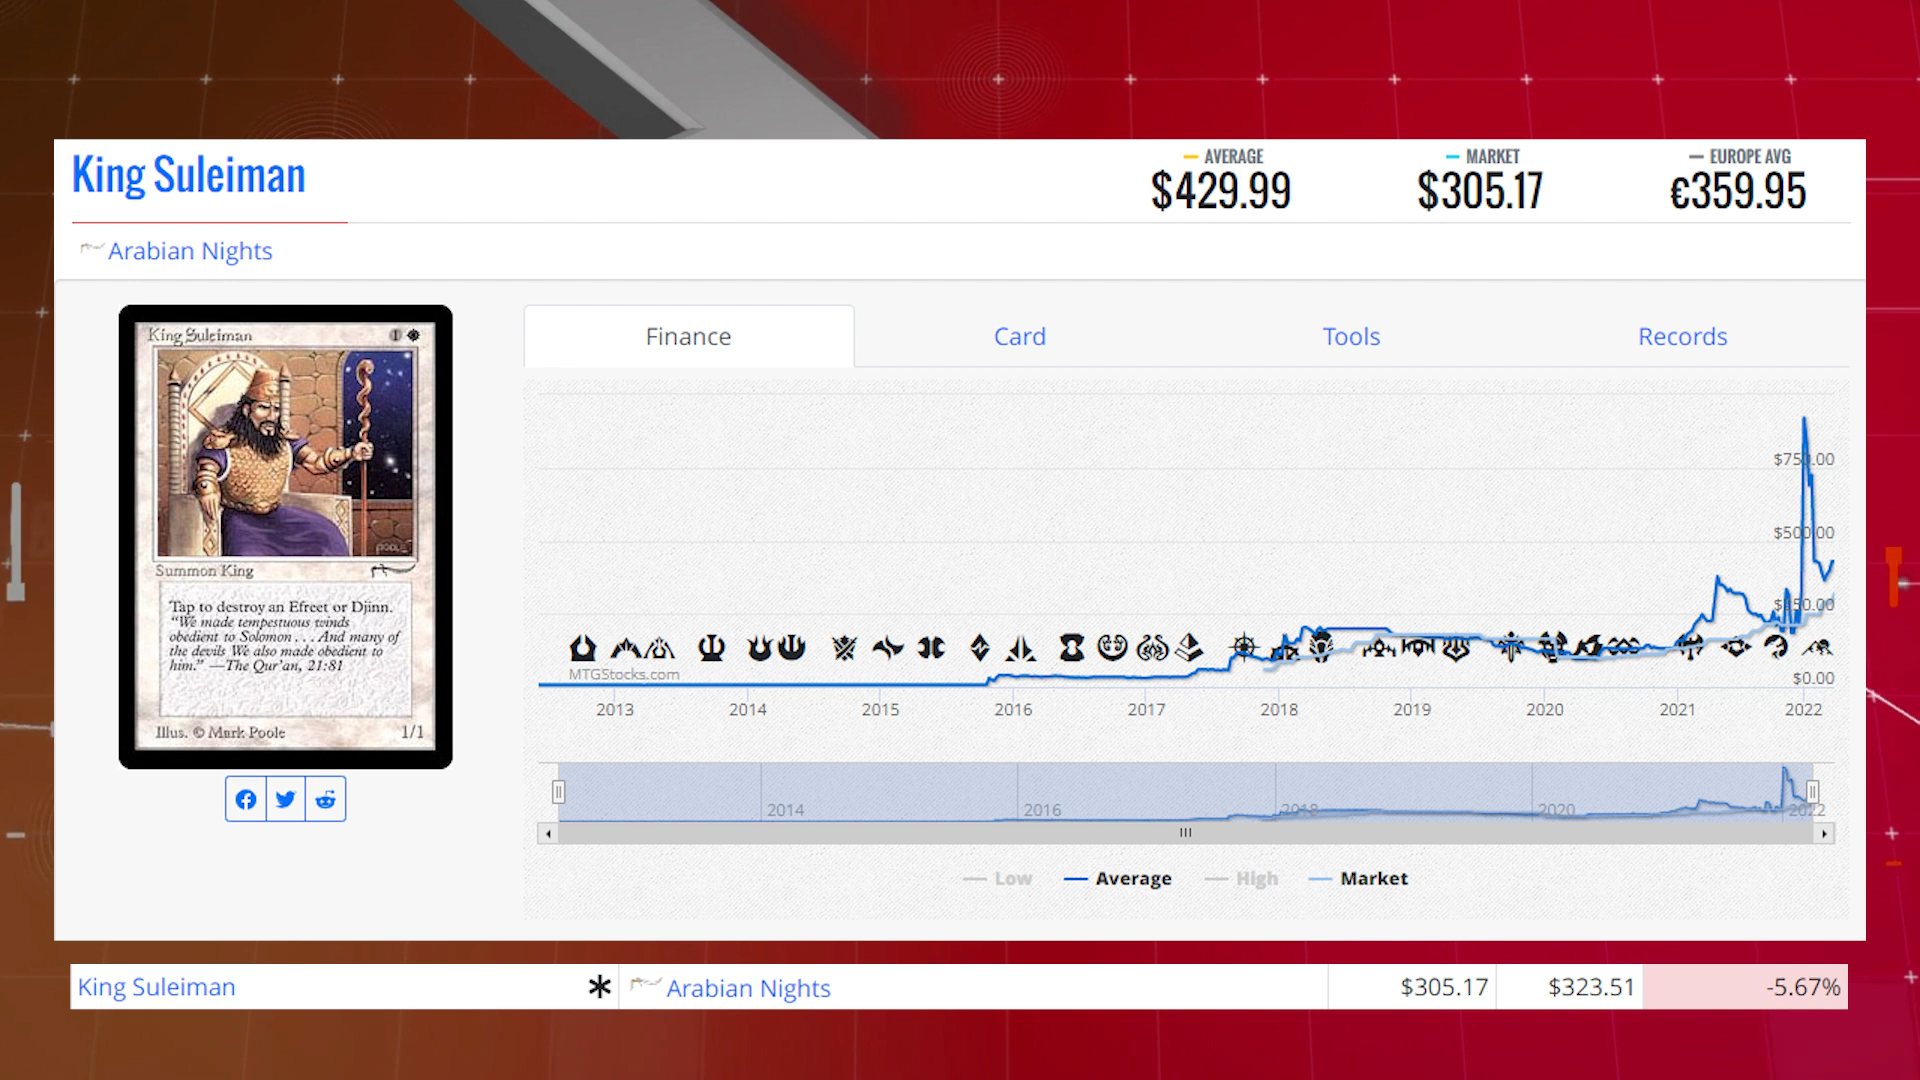 King Suleiman
AVERAGE
$429.99
MARKET
$305.17
EUROPE AVG
€359.95
Arabian Nights
King Suleiman 1
POOLE
Summon King
Tap to destroy an Efreet or Djinn.
“We made tempestuous winds
obedient to Solomon . . . And many of
the devils We also made obedient to
him.” —The Qur'an, 21:81
Illus. © Mark Poole 1/1
Finance Card Tools Records
$750.00
$500.00
$250.00
$0.00
MTGStocks.com
2013 2014 2015 2016 2017 2018 2019 2020 2021 2022
2014 2016 2018 2020 2022
Low Average High Market
King Suleiman * Arabian Nights $305.17 $323.51 -5.67%